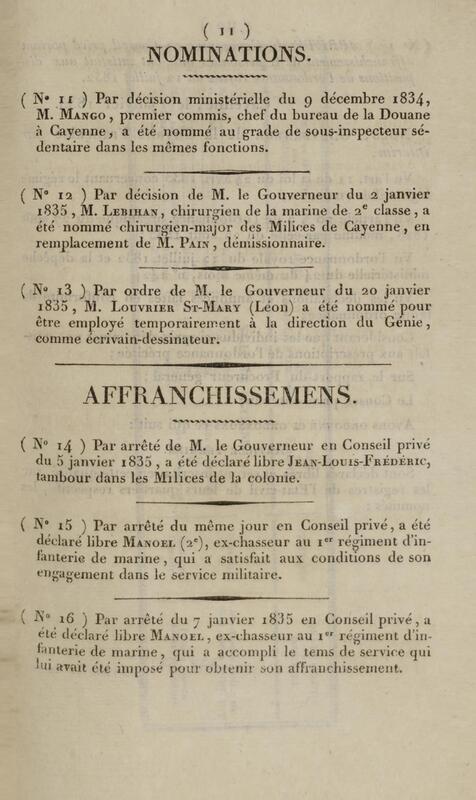 ( 11 )
NOMINATIONS.
( N° 11 ) Par décision ministérielle du 9 décembre 1834,
M. MANGO, premier commis, chef du bureau de la Douane
à Cayenne, a été nommé au grade de sous-inspecteur sé-
dentaire dans les mêmes fonctions.
( N° 12 ) Par décision de M. le Gouverneur du 2 janvier
1835, M. LEBIHAN, chirurgien de la marine de 2e classe, a
été nommé chirurgien-major des Milices de Cayenne, en
remplacement de M. PAIN, démissionnaire.
( N° 13 ) Par ordre de M. le Gouverneur du 20 janvier
1835, M. LOUVRIER ST-MARY (Léon) a été nommé pour
être employé temporairement à la direction du Génie,
comme écrivain-dessinateur.
AFFRANCHISSEMENS.
( N° 14 ) Par arrêté de M. le Gouverneur en Conseil privé
du 5 janvier 1835, a été déclaré libre JEAN-LOUIS-FRÉDÉRIC,
tambour dans les Milices de la colonie.
( N° 15 ) Par arrêté du même jour en Conseil privé, a été
déclaré libre MANOEL (2e), ex-chasseur au 1er régiment d'in-
fanterie de marine, qui a satisfait aux conditions de son
engagement dans le service militaire.
( N° 16 ) Par arrêté du 7 janvier 1835 en Conseil privé, a
été déclaré libre MANOEL, ex-chasseur au 1er régiment d'in-
fanterie de marine, qui a accompli le tems de service qui
lui avait été imposé pour obtenir son affranchissement.